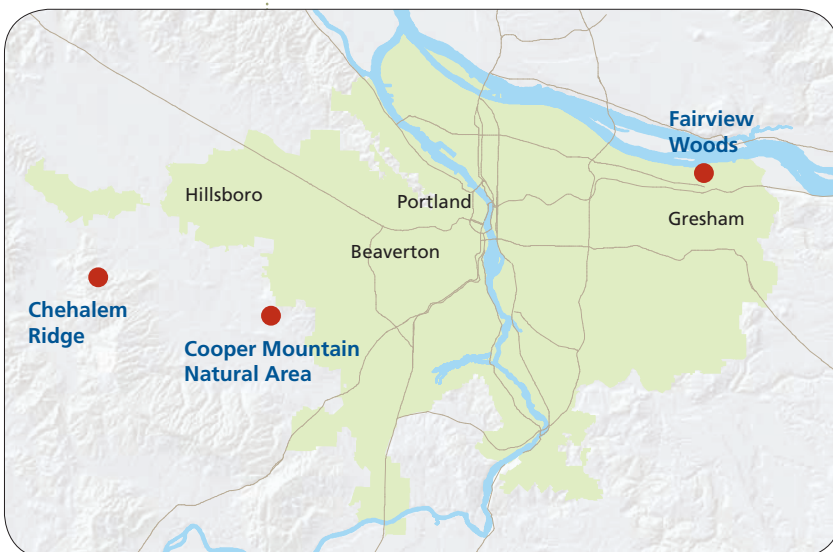 Fairview
Woods
Hillsboro
Portland
Gresham
Beaverton
Chehalem
Ridge
Cooper Mountain
Natural Area